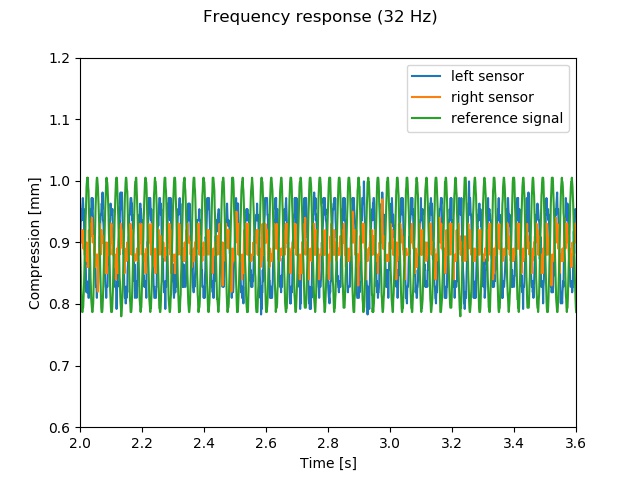 Frequency response (32 Hz)
1.2
left sensor
right sensor
reference signal
1.1
1.0
0.9
0.8
0.7
0.6
Compression [mm]
2.0 2.2 2.4 2.6 2.8 3.0 3.2 3.4 3.6
Time [s]